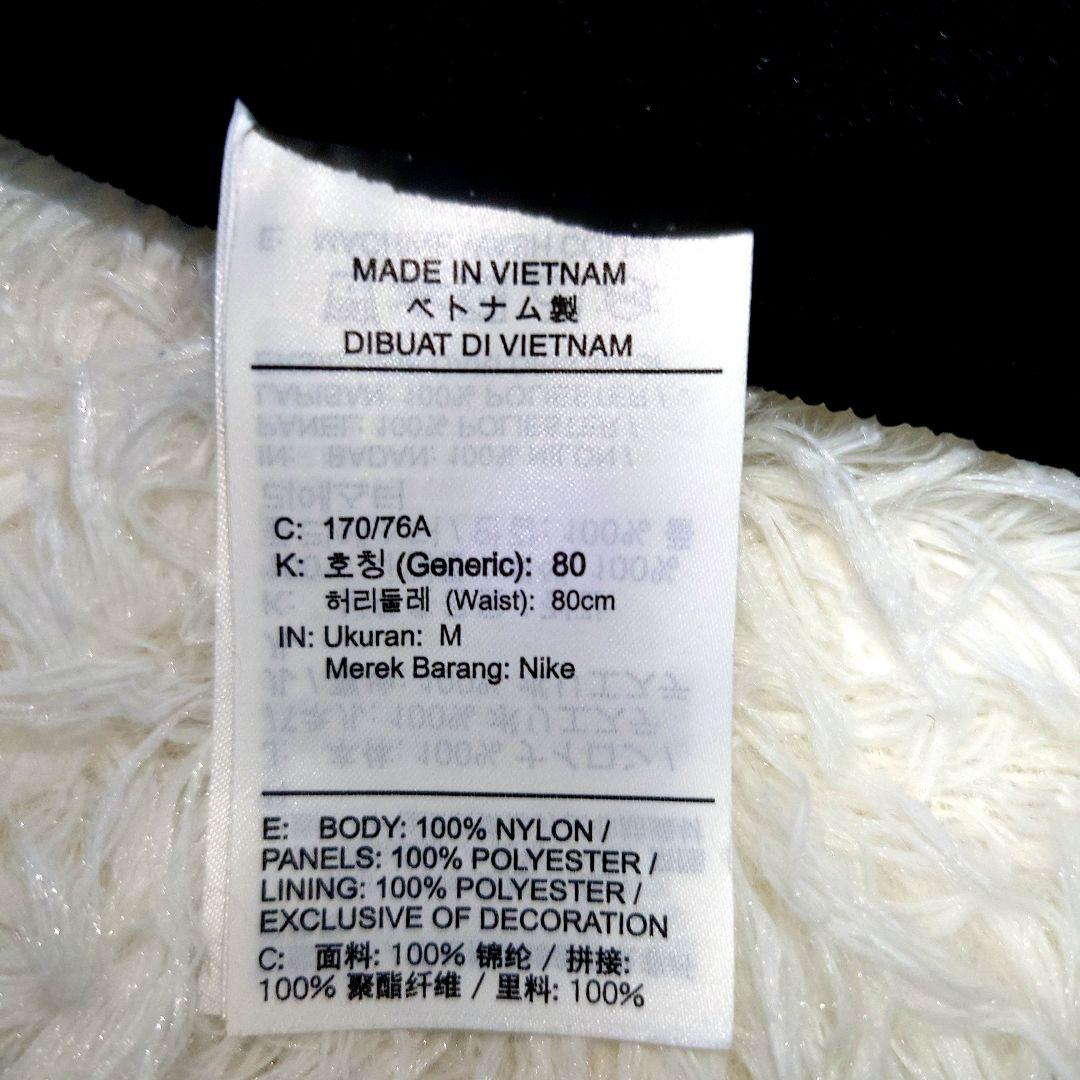 MADE IN VIETNAM
ベトナム製
DIBUAT DI VIETNAM
C: 170/76A
K: 호칭 (Generic): 80
허리둘레 (Waist): 80cm
IN: Ukuran: M
Merek Barang: Nike
E: BODY: 100% NYLON /
PANELS: 100% POLYESTER /
LINING: 100% POLYESTER /
EXCLUSIVE OF DECORATION
C: 面料: 100% 锦纶 / 拼接:
100% 聚酯纤维 / 里料: 100%